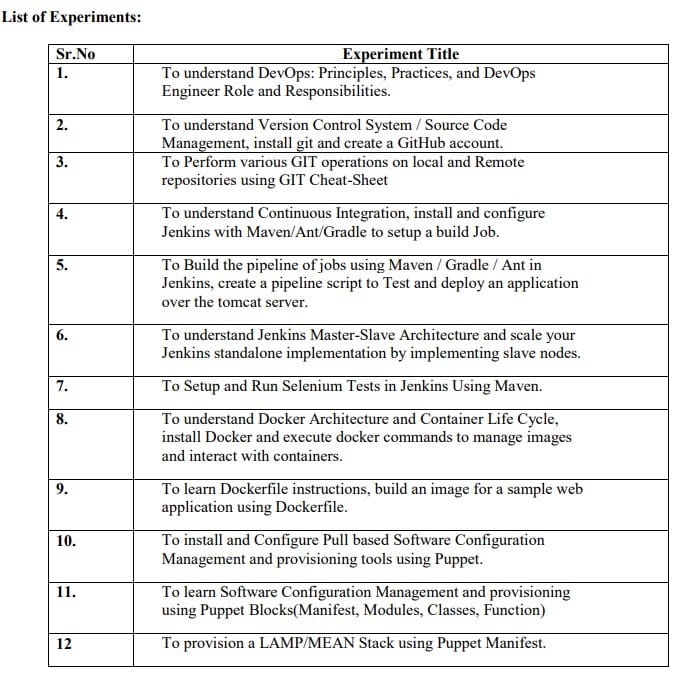 List of Experiments:
Sr.No Experiment Title
1. To understand DevOps: Principles, Practices, and DevOps
Engineer Role and Responsibilities.
2. To understand Version Control System / Source Code
Management, install git and create a GitHub account.
3. To Perform various GIT operations on local and Remote
repositories using GIT Cheat-Sheet
4. To understand Continuous Integration, install and configure
Jenkins with Maven/Ant/Gradle to setup a build Job.
5. To Build the pipeline of jobs using Maven / Gradle / Ant in
Jenkins, create a pipeline script to Test and deploy an application
over the tomcat server.
6. To understand Jenkins Master-Slave Architecture and scale your
Jenkins standalone implementation by implementing slave nodes.
7. To Setup and Run Selenium Tests in Jenkins Using Maven.
8. To understand Docker Architecture and Container Life Cycle,
install Docker and execute docker commands to manage images
and interact with containers.
9. To learn Dockerfile instructions, build an image for a sample web
application using Dockerfile.
10. To install and Configure Pull based Software Configuration
Management and provisioning tools using Puppet.
11. To learn Software Configuration Management and provisioning
using Puppet Blocks(Manifest, Modules, Classes, Function)
12 To provision a LAMP/MEAN Stack using Puppet Manifest.